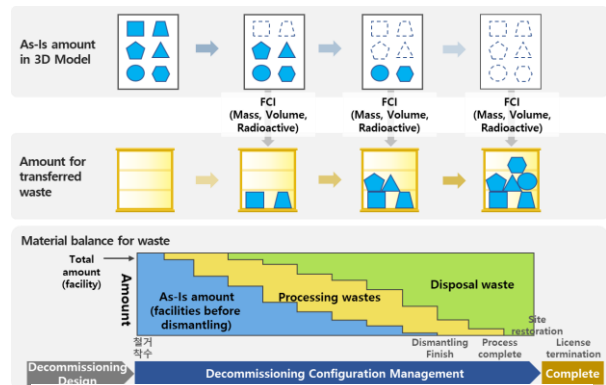 As-Is amount
in 3D Model
FCI
(Mass, Volume,
Radioactive)
FCI
(Mass, Volume,
Radioactive)
FCI
(Mass, Volume,
Radioactive)
Amount for
transferred
waste
Material balance for waste
Total
amount
(facility)
Amount
As-Is amount
(facilities before
dismantling)
Processing wastes
Disposal waste
철거
착수
Dismantling
Finish
Process
complete
Site
restoration
License
termination
Decommissioning
Design
Decommissioning Configuration Management
Complete